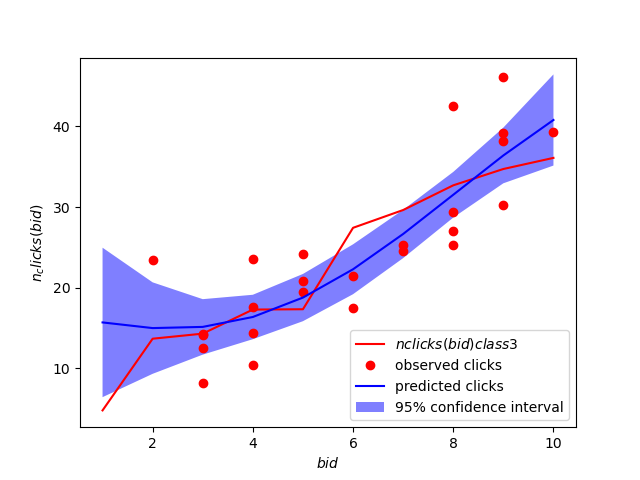 40
30
20
10
n_clicks(bid)
nclicks(bid)class3
observed clicks
predicted clicks
95% confidence interval
2
4
6
8
10
bid